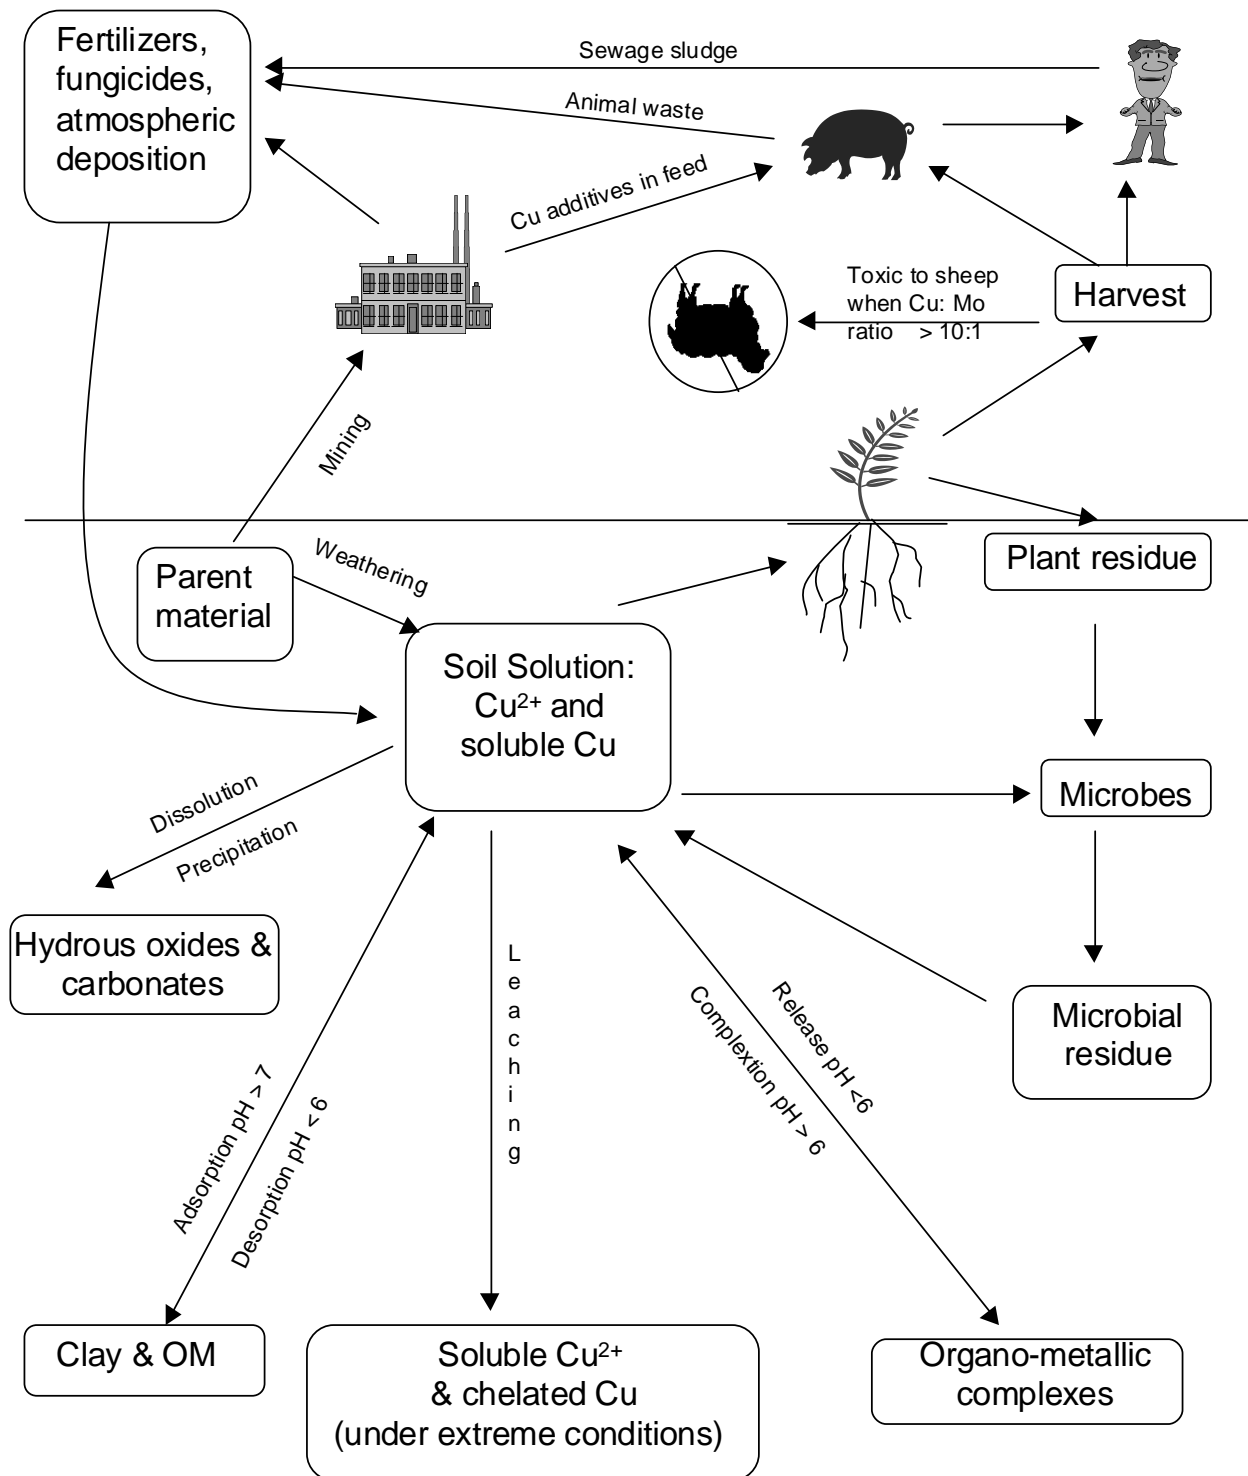 Fertilizers,
fungicides,
atmospheric
deposition
Sewage sludge
Animal waste
Cu additives in feed
Toxic to sheep
when Cu: Mo
ratio > 10:1
Harvest
Mining
Parent
material
Weathering
Plant residue
Soil Solution:
Cu²⁺ and
soluble Cu
Microbes
Dissolution
Precipitation
Hydrous oxides &
carbonates
Leaching
Release pH <6
Complextion pH > 6
Microbial
residue
Adsorption pH > 7
Desorption pH < 6
Clay & OM
Soluble Cu²⁺
& chelated Cu
(under extreme conditions)
Organo-metallic
complexes